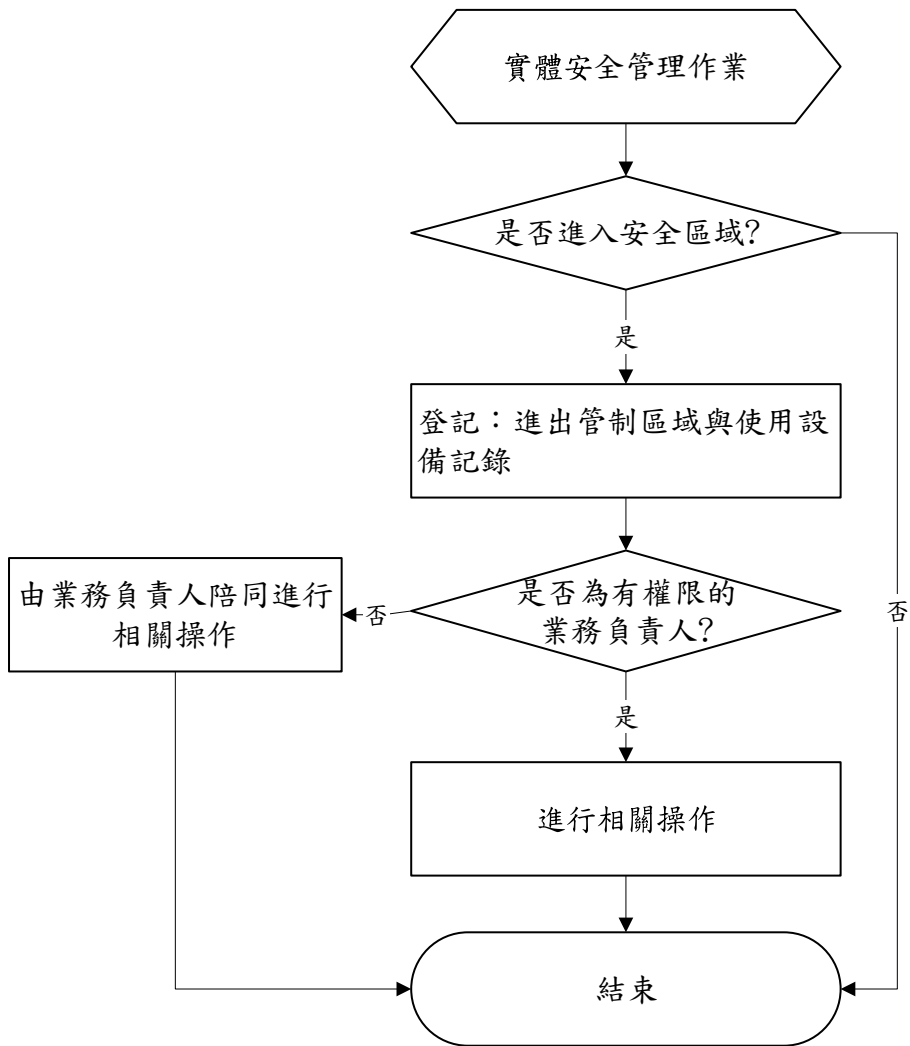 實體安全管理作業
是否進入安全區域?
是
登記：進出管制區域與使用設
備記錄
由業務負責人陪同進行
相關操作
否
是否為有權限的
業務負責人?
否
是
進行相關操作
結束